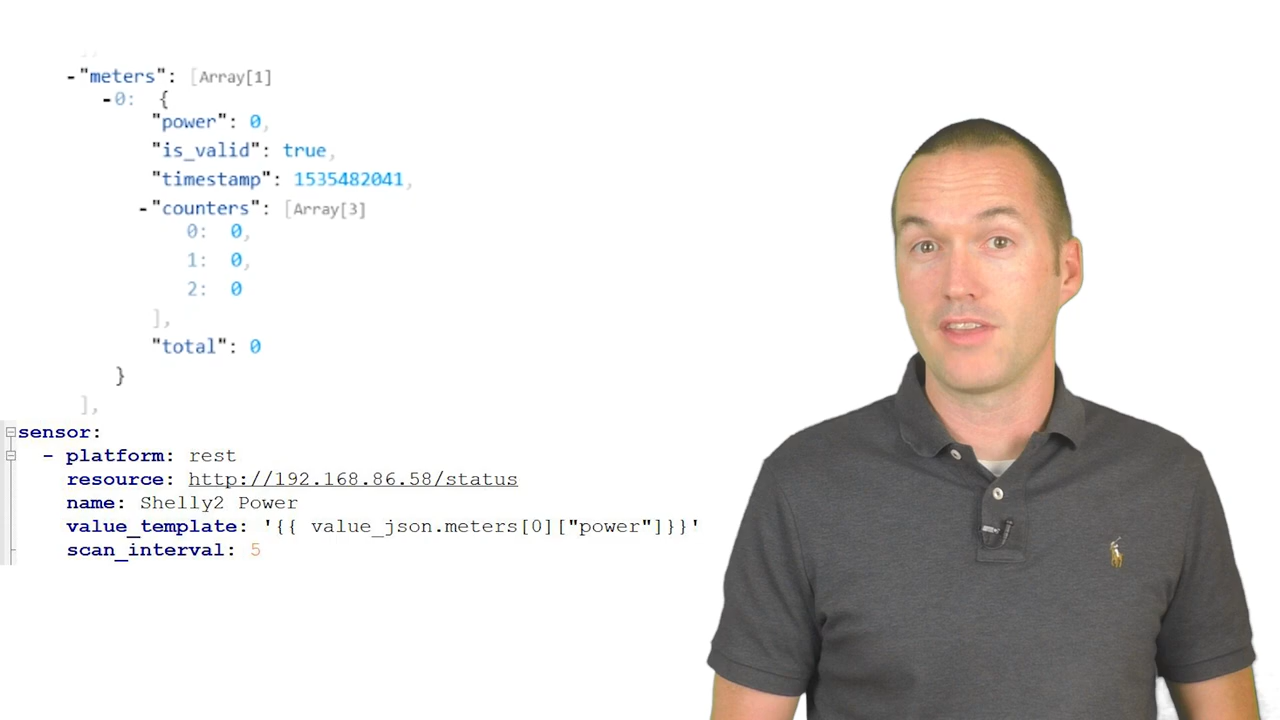 ],
-"meters": [Array[1]
-0: {
"power": 0,
"is_valid": true,
"timestamp": 1535482041,
-"counters": [Array[3]
0: 0,
1: 0,
2: 0
],
"total": 0
}
],
sensor:
- platform: rest
resource: http://192.168.86.58/status
name: Shelly2 Power
value_template: '{{ value_json.meters[0]["power"]}}'
scan_interval: 5